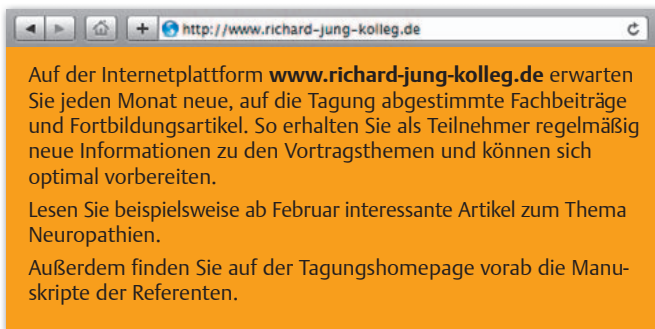 http://www.richard-jung-kolleg.de
Auf der Internetplattform www.richard-jung-kolleg.de erwarten
Sie jeden Monat neue, auf die Tagung abgestimmte Fachbeiträge
und Fortbildungsartikel. So erhalten Sie als Teilnehmer regelmäßig
neue Informationen zu den Vortragsthemen und können sich
optimal vorbereiten.
Lesen Sie beispielsweise ab Februar interessante Artikel zum Thema
Neuropathien.
Außerdem finden Sie auf der Tagungshomepage vorab die Manu-
skripte der Referenten.